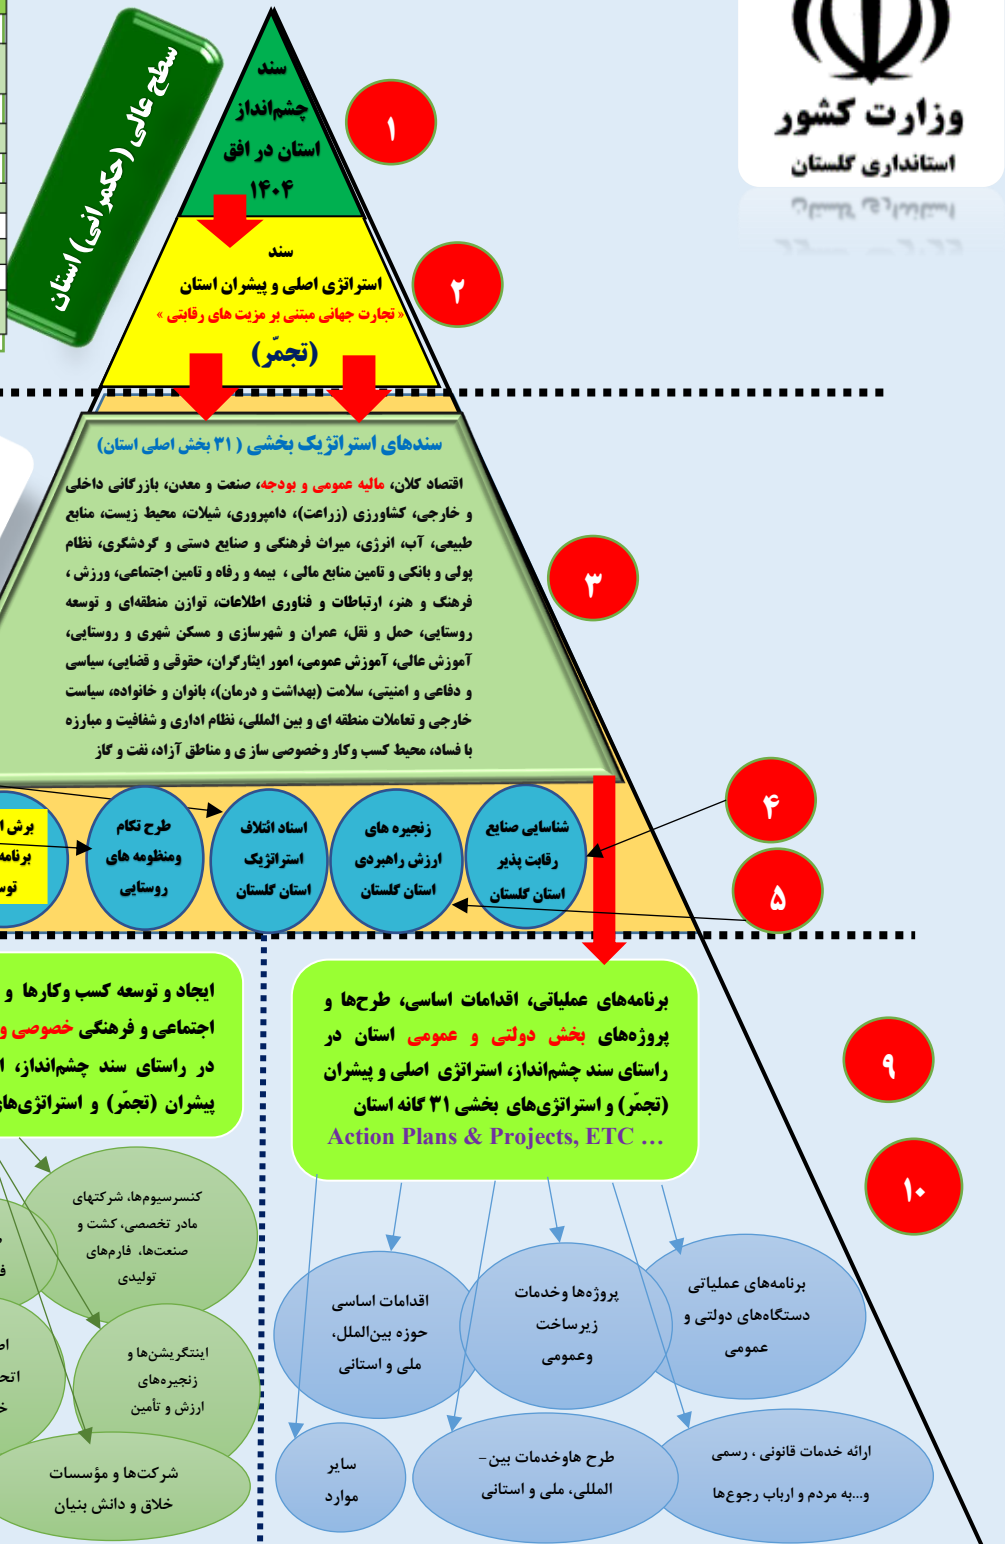 وزارت کشور
استانداری گلستان
سطح عالی (حکمرانی) استان
سند
چشم‌انداز
استان در افق
۱۴۰۴
۱
سند
استراتژی اصلی و پیشران استان
« تجارت جهانی مبتنی بر مزیت های رقابتی »
(تجمّر)
۲
سندهای استراتژیک بخشی ( ۳۱ بخش اصلی استان)
اقتصاد کلان، مالیه عمومی و بودجه، صنعت و معدن، بازرگانی داخلی
و خارجی، کشاورزی (زراعت)، دامپروری، شیلات، محیط زیست، منابع
طبیعی، آب، انرژی، میراث فرهنگی و صنایع دستی و گردشگری، نظام
پولی و بانکی و تامین منابع مالی ، بیمه و رفاه و تامین اجتماعی، ورزش ،
فرهنگ و هنر، ارتباطات و فناوری اطلاعات، توازن منطقه‌ای و توسعه
روستایی، حمل و نقل، عمران و شهرسازی و مسکن شهری و روستایی،
آموزش عالی، آموزش عمومی، امور ایثارگران، حقوقی و قضایی، سیاسی
و دفاعی و امنیتی، سلامت (بهداشت و درمان)، بانوان و خانواده، سیاست
خارجی و تعاملات منطقه ای و بین المللی، نظام اداری و شفافیت و مبارزه
با فساد، محیط کسب وکار وخصوصی سازی و مناطق آزاد، نفت و گاز
۳
شناسایی صنایع
رقابت پذیر
استان گلستان
زنجیره های
ارزش راهبردی
استان گلستان
اسناد ائتلاف
استراتژیک
استان گلستان
طرح تکام
ومنظومه های
روستایی
برش ا
برنامه
توس
۴
۵
برنامه‌های عملیاتی، اقدامات اساسی، طرح‌ها و
پروژه‌های بخش دولتی و عمومی استان در
راستای سند چشم‌انداز، استراتژی اصلی و پیشران
(تجمّر) و استراتژی‌های بخشی ۳۱ گانه استان
Action Plans & Projects, ETC …
ایجاد و توسعه کسب وکارها و
اجتماعی و فرهنگی خصوصی و
در راستای سند چشم‌انداز، ا
پیشران (تجمّر) و استراتژی‌های
۹
۱۰
برنامه‌های عملیاتی
دستگاه‌های دولتی و
عمومی
پروژه‌ها وخدمات
زیرساخت
وعمومی
اقدامات اساسی
حوزه بین‌الملل،
ملی و استانی
ارائه خدمات قانونی ، رسمی
و...به مردم و ارباب رجوع‌ها
طرح هاوخدمات بین-
المللی، ملی و استانی
سایر
موارد
کنسرسیوم‌ها، شرکتهای
مادر تخصصی، کشت و
صنعت‌ها، فارم‌های
تولیدی
اینتگریشن‌ها و
زنجیره‌های
ارزش و تأمین
شرکت‌ها و مؤسسات
خلاق و دانش بنیان